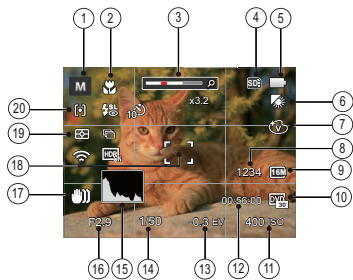 1 2 3 4 5
M SD
SL 10 x3.2
20 6
19 7
HDR 8
18 1234 16M 9
17 00:56:00 30 10
F2.9 1/50 -0.3 EV 400 ISO
16 15 14 13 12 11